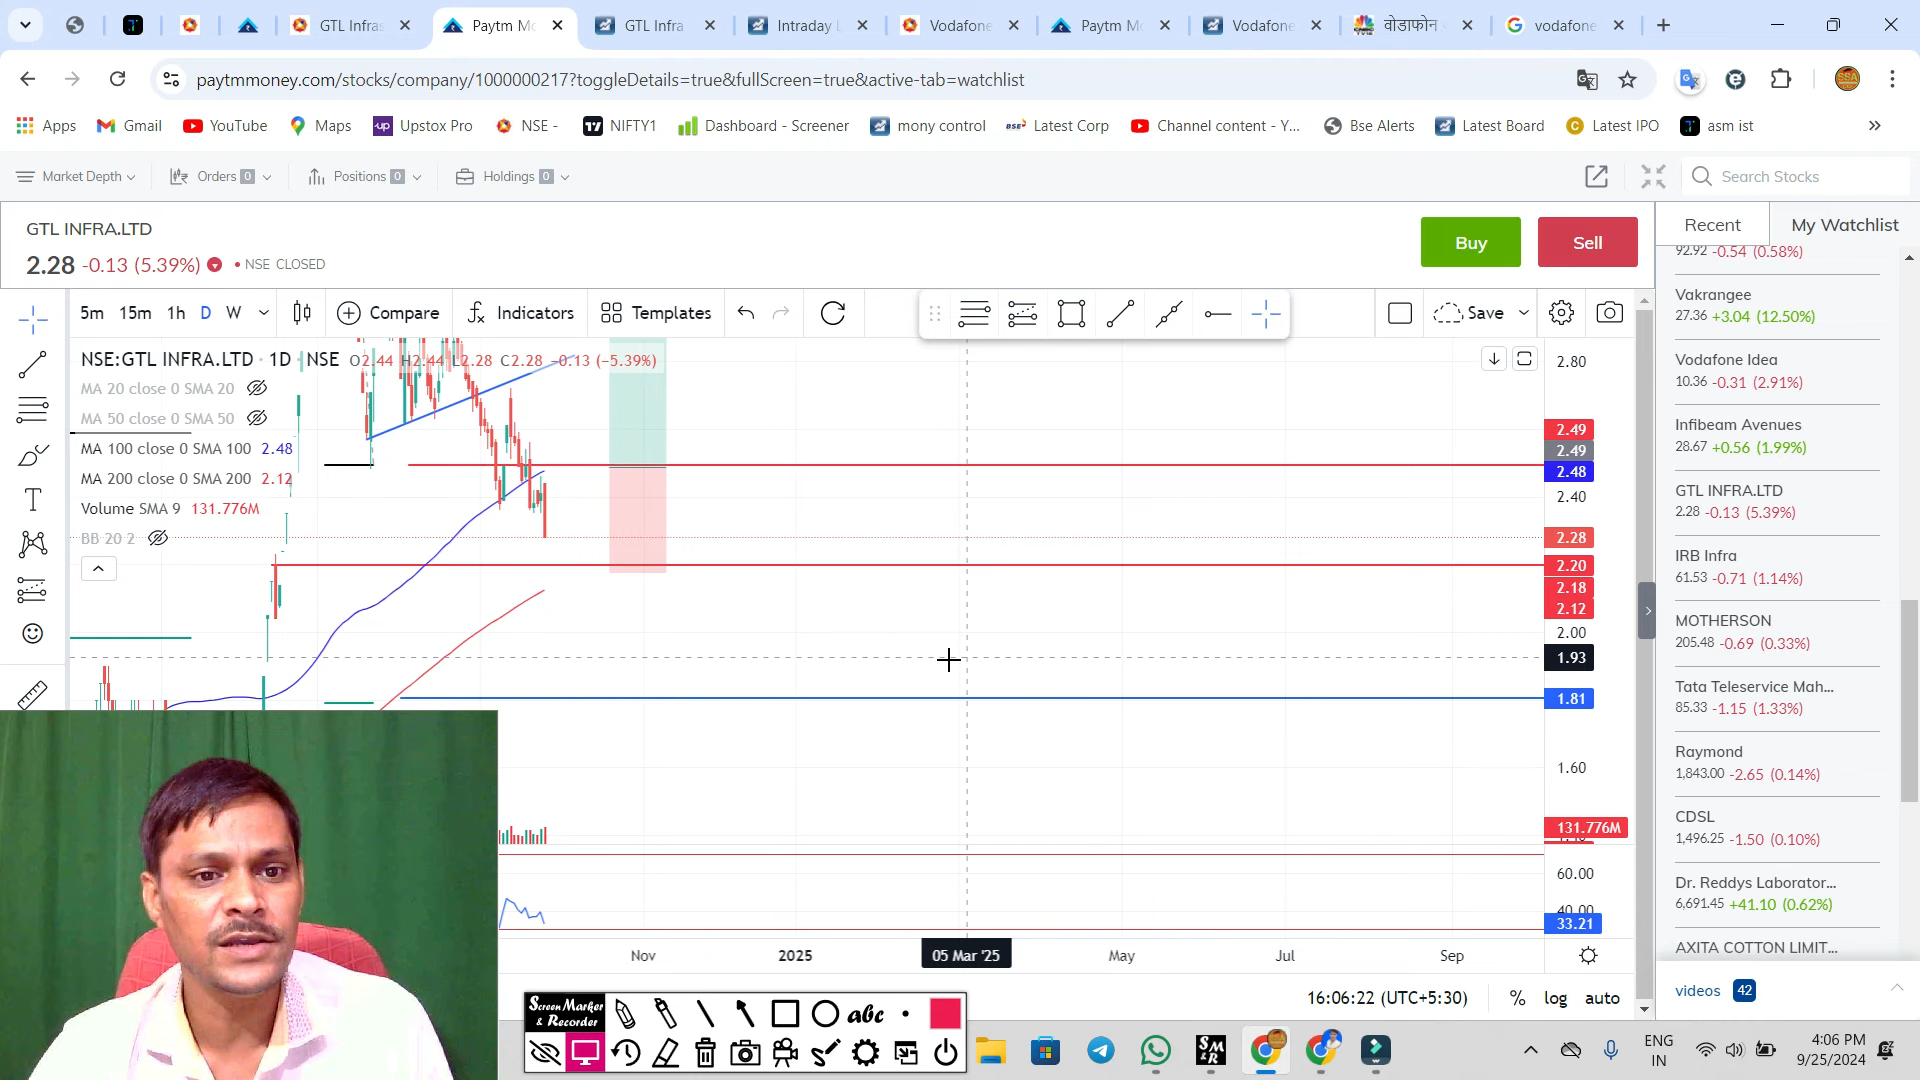 GTL Infras
Paytm Mo
GTL Infra
Intraday L
Vodafone
Paytm Mo
Vodafone
वोडाफोन
vodafone
paytmmoney.com/stocks/company/1000000217?toggleDetails=true&fullScreen=true&active-tab=watchlist
Apps
Gmail
YouTube
Maps
Upstox Pro
NSE -
NIFTY1
Dashboard - Screener
mony control
Latest Corp
Channel content - Y...
Bse Alerts
Latest Board
Latest IPO
asm ist
Market Depth
Orders 0
Positions 0
Holdings 0
Search Stocks
GTL INFRA.LTD
2.28 -0.13 (5.39%) • NSE CLOSED
Buy
Sell
Recent
My Watchlist
5m 15m 1h D W
Compare
Indicators
Templates
Save
NSE:GTL INFRA.LTD · 1D NSE O2.44 H2.44 L2.28 C2.28 -0.13 (-5.39%)
MA 20 close 0 SMA 20
MA 50 close 0 SMA 50
MA 100 close 0 SMA 100 2.48
MA 200 close 0 SMA 200 2.12
Volume SMA 9 131.776M
BB 20 2
2.80
2.49
2.49
2.48
2.40
2.28
2.20
2.18
2.12
2.00
1.93
1.81
1.60
131.776M
60.00
40.00
33.21
Nov
2025
05 Mar '25
May
Jul
Sep
16:06:22 (UTC+5:30)
% log auto
92.92 -0.54 (0.58%)
Vakrangee
27.36 +3.04 (12.50%)
Vodafone Idea
10.36 -0.31 (2.91%)
Infibeam Avenues
28.67 +0.56 (1.99%)
GTL INFRA.LTD
2.28 -0.13 (5.39%)
IRB Infra
61.53 -0.71 (1.14%)
MOTHERSON
205.48 -0.69 (0.33%)
Tata Teleservice Mah...
85.33 -1.15 (1.33%)
Raymond
1,843.00 -2.65 (0.14%)
CDSL
1,496.25 -1.50 (0.10%)
Dr. Reddys Laborator...
6,691.45 +41.10 (0.62%)
AXITA COTTON LIMIT...
videos 42
Screen Marker
& Recorder
abc
SM
&R
ENG
IN
4:06 PM
9/25/2024